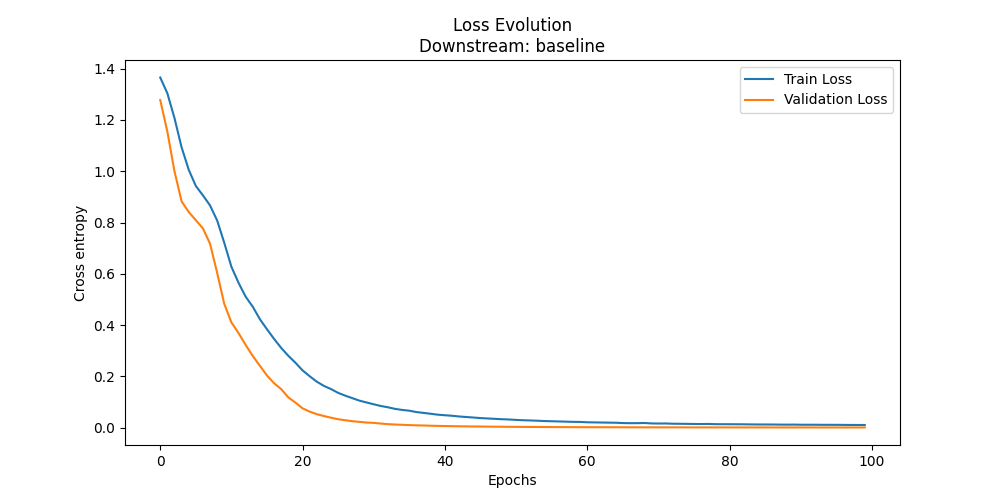 Loss Evolution
Downstream: baseline
Train Loss
Validation Loss
Cross entropy
1.4
1.2
1.0
0.8
0.6
0.4
0.2
0.0
0 20 40 60 80 100
Epochs